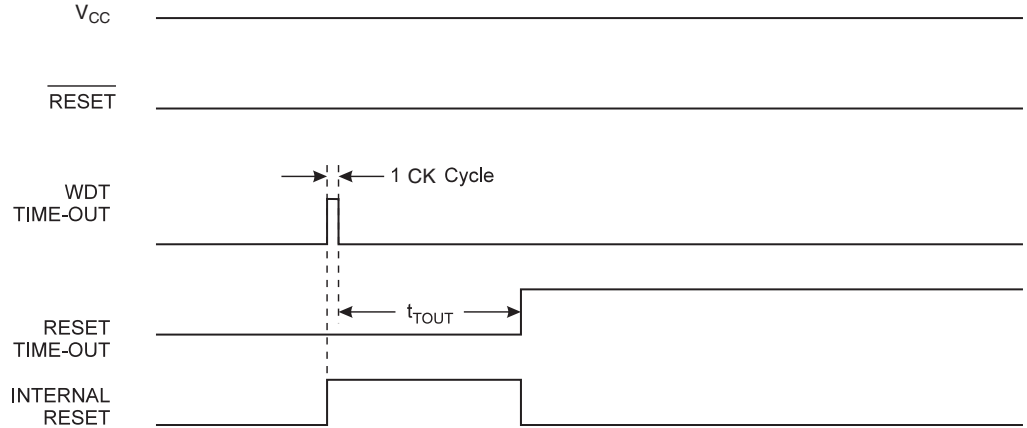 VCC
RESET
1 CK Cycle
WDT
TIME-OUT
tTOUT
RESET
TIME-OUT
INTERNAL
RESET